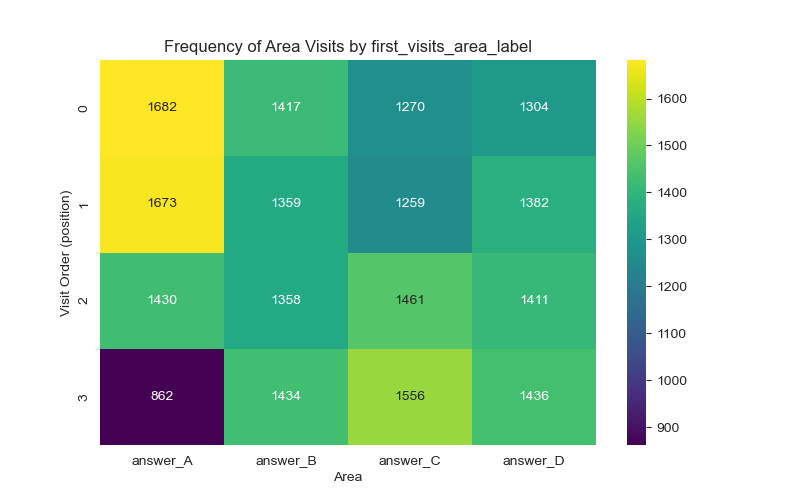 Frequency of Area Visits by first_visits_area_label
Visit Order (position)
0
1682 1417 1270 1304
1
1673 1359 1259 1382
2
1430 1358 1461 1411
3
862 1434 1556 1436
answer_A answer_B answer_C answer_D
Area
1600
1500
1400
1300
1200
1100
1000
900